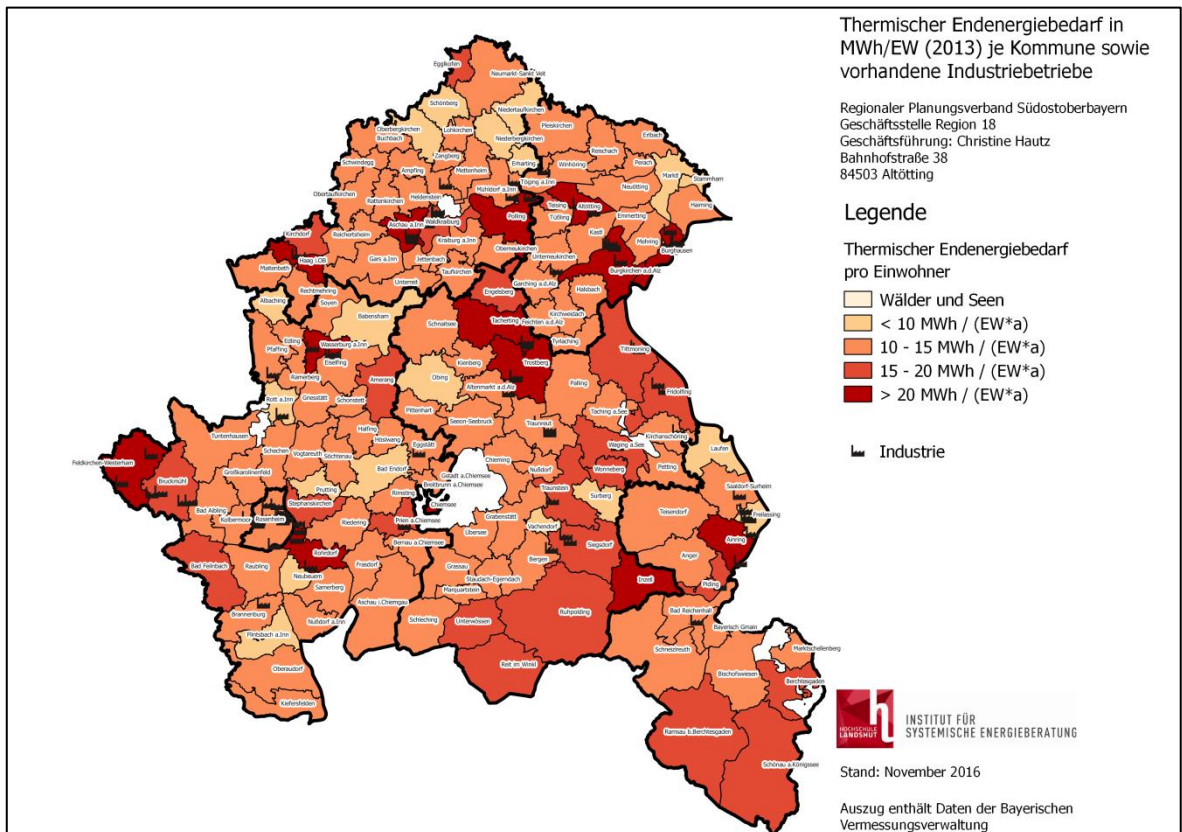 Thermischer Endenergiebedarf in
MWh/EW (2013) je Kommune sowie
vorhandene Industriebetriebe
Regionaler Planungsverband Südostoberbayern
Geschäftsstelle Region 18
Geschäftsführung: Christine Hautz
Bahnhofstraße 38
84503 Altötting
Legende
Thermischer Endenergiebedarf
pro Einwohner
Wälder und Seen
< 10 MWh / (EW*a)
10 - 15 MWh / (EW*a)
15 - 20 MWh / (EW*a)
> 20 MWh / (EW*a)
Industrie
Egglkofen
Neumarkt-Sankt Veit
Schönberg
Niedertaufkirchen
Oberbergkirchen
Lohkirchen
Buchbach
Niederbergkirchen
Pleiskirchen
Erlbach
Zangberg
Reischach
Schwindegg
Erharting
Perach
Ampfing
Mettenheim
Winhöring
Marktl
Stammham
Töging a.Inn
Obertaufkirchen
Heldenstein
Mühldorf a.Inn
Neuötting
Rattenkirchen
Teising
Altötting
Haiming
Waldkraiburg
Polling
Tüßling
Emmerting
Aschau a.Inn
Kirchdorf
Reichertsheim
Kastl
Kraiburg a.Inn
Oberneukirchen
Mehring
Burghausen
Haag i.OB
Gars a.Inn
Jettenbach
Unterneukirchen
Maitenbeth
Taufkirchen
Burgkirchen a.d.Alz
Unterreit
Garching a.d.Alz
Rechtmehring
Halsbach
Soyen
Engelsberg
Albaching
Babensham
Kirchweidach
Schnaitsee
Tacherting
Feichten a.d.Alz
Edling
Wasserburg a.Inn
Tyrlaching
Pfaffing
Eiselfing
Tittmoning
Kienberg
Trostberg
Ramerberg
Obing
Amerang
Palling
Altenmarkt a.d.Alz
Fridolfing
Rott a.Inn
Griesstätt
Schonstett
Pittenhart
Taching a.See
Halfing
Seeon-Seebruck
Traunreut
Kirchanschöring
Tuntenhausen
Höslwang
Eggstätt
Waging a.See
Laufen
Feldkirchen-Westerham
Schechen
Vogtareuth
Söchtenau
Chieming
Nußdorf
Wonneberg
Petting
Großkarolinenfeld
Bad Endorf
Gstadt a.Chiemsee
Bruckmühl
Breitbrunn a.Chiemsee
Saaldorf-Surheim
Prutting
Rimsting
Traunstein
Surberg
Bad Aibling
Stephanskirchen
Chiemsee
Teisendorf
Freilassing
Kolbermoor
Rosenheim
Riedering
Prien a.Chiemsee
Grabenstätt
Vachendorf
Übersee
Ainring
Bernau a.Chiemsee
Siegsdorf
Rohrdorf
Bergen
Anger
Bad Feilnbach
Raubling
Frasdorf
Grassau
Neubeuern
Staudach-Egerndach
Inzell
Piding
Samerberg
Marquartstein
Aschau i.Chiemgau
Bad Reichenhall
Brannenburg
Ruhpolding
Nußdorf a.Inn
Schleching
Unterwössen
Bayerisch Gmain
Flintsbach a.Inn
Marktschellenberg
Schneizlreuth
Reit im Winkl
Oberaudorf
Bischofswiesen
Berchtesgaden
Kiefersfelden
Ramsau b.Berchtesgaden
Schönau a.Königssee
HOCHSCHULE
LANDSHUT
INSTITUT FÜR
SYSTEMISCHE ENERGIEBERATUNG
Stand: November 2016
Auszug enthält Daten der Bayerischen
Vermessungsverwaltung